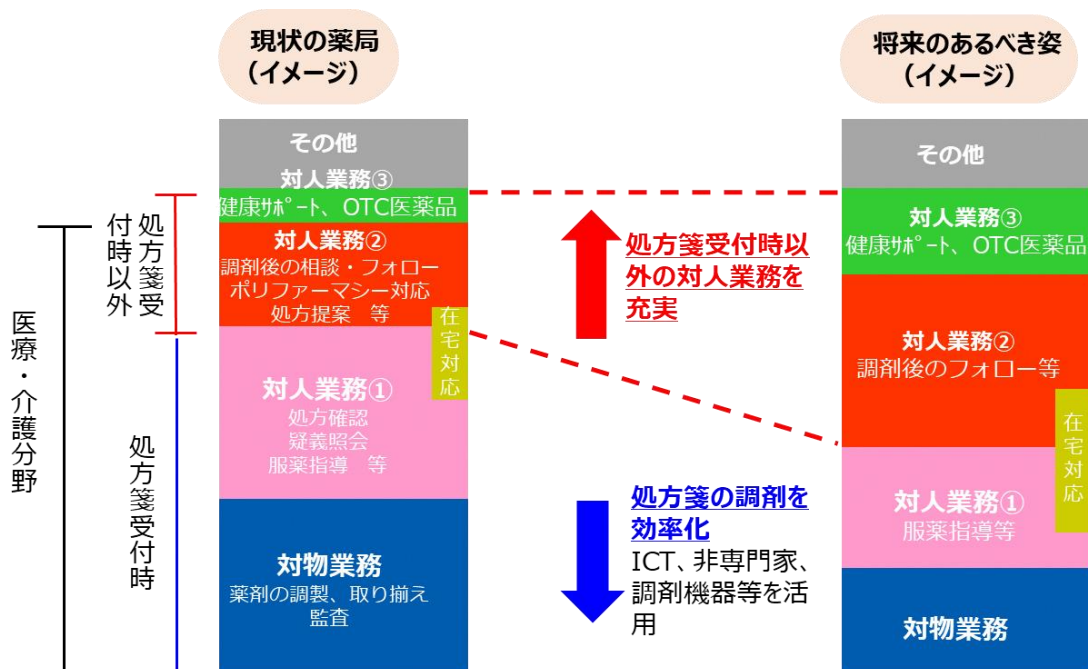 現状の薬局
（イメージ）
将来のあるべき姿
（イメージ）
その他
対人業務③
健康ｻﾎﾟｰﾄ、OTC医薬品
対人業務②
調剤後の相談・フォロー
ポリファーマシー対応
処方提案　等
在宅対応
対人業務①
処方確認
疑義照会
服薬指導　等
対物業務
薬剤の調製、取り揃え
監査
処方箋受
付時以外
医療・介護分野
処方箋受付時
処方箋受付時以
外の対人業務を
充実
処方箋の調剤を
効率化
ICT、非専門家、
調剤機器等を活
用
その他
対人業務③
健康ｻﾎﾟｰﾄ、OTC医薬品
対人業務②
調剤後のフォロー等
在宅対応
対人業務①
服薬指導等
対物業務